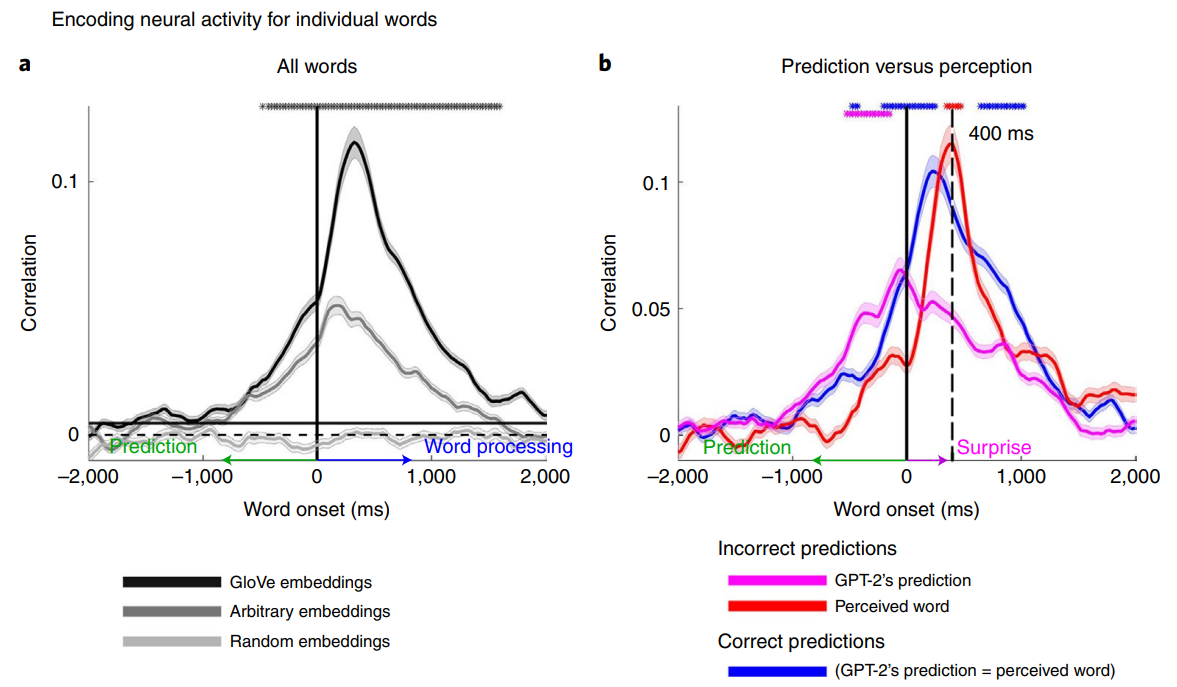 Encoding neural activity for individual words
a
All words
0.1
0
Correlation
Prediction
Word processing
−2,000
−1,000
0
1,000
2,000
Word onset (ms)
GloVe embeddings
Arbitrary embeddings
Random embeddings
b
Prediction versus perception
400 ms
0.1
0.05
0
Correlation
Prediction
Surprise
−2,000
−1,000
0
1,000
2,000
Word onset (ms)
Incorrect predictions
GPT-2's prediction
Perceived word
Correct predictions
(GPT-2's prediction = perceived word)